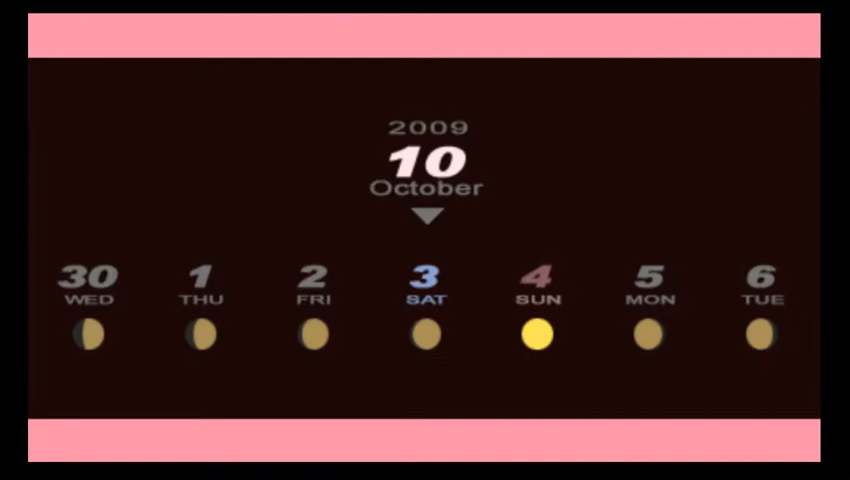 2009
10
October
30 1 2 3 4 5 6
WED THU FRI SAT SUN MON TUE